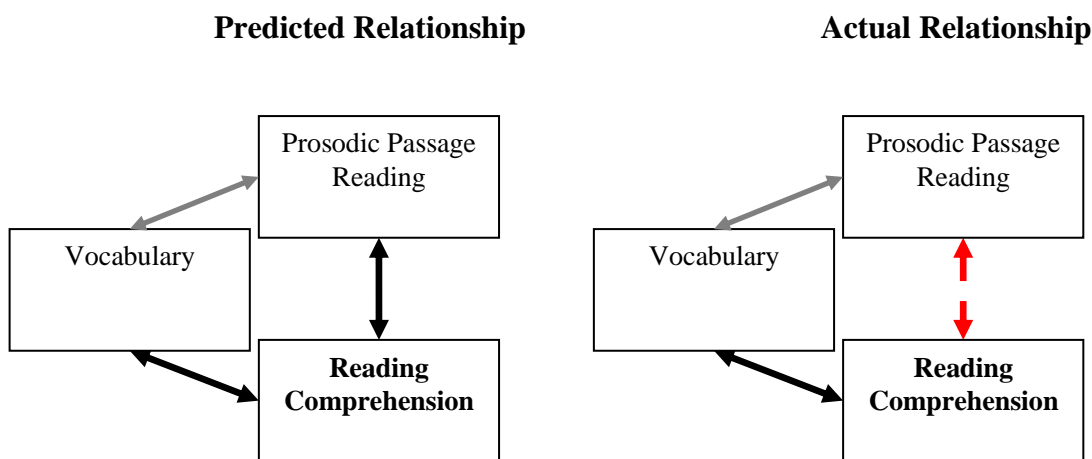 Predicted Relationship
Prosodic Passage
Reading
Vocabulary
Reading
Comprehension
Actual Relationship
Prosodic Passage
Reading
Vocabulary
Reading
Comprehension